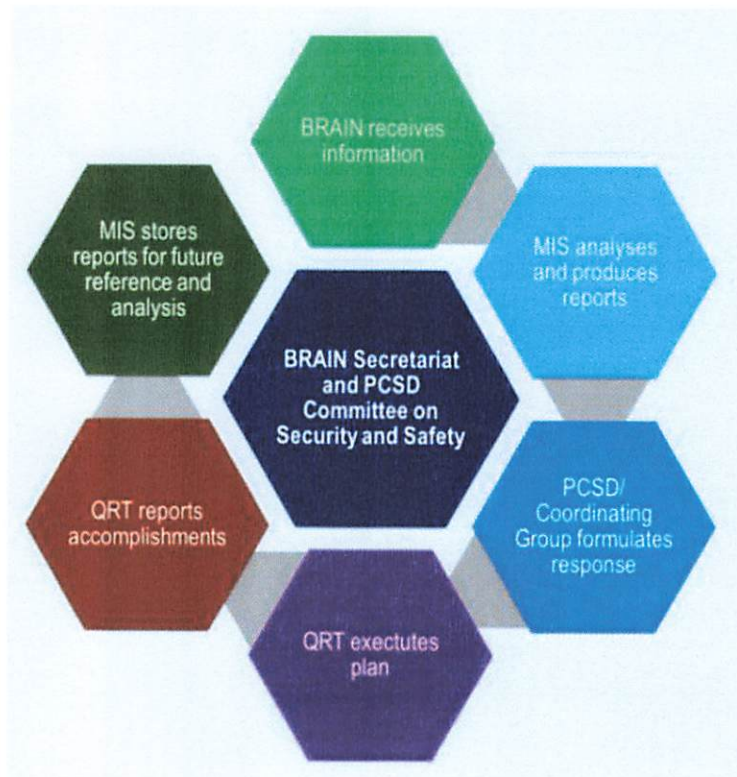 BRAIN receives
information
MIS analyses
and produces
reports
PCSD/
Coordinating
Group formulates
response
QRT exectutes
plan
QRT reports
accomplishments
MIS stores
reports for future
reference and
analysis
BRAIN Secretariat
and PCSD
Committee on
Security and Safety